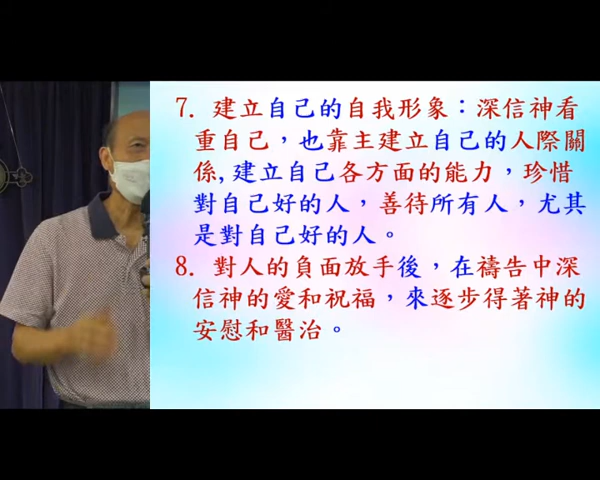 7. 建立自己的自我形象：深信神看
重自己，也靠主建立自己的人際關
係,建立自己各方面的能力，珍惜
對自己好的人，善待所有人，尤其
是對自己好的人。
8. 對人的負面放手後，在禱告中深
信神的愛和祝福，來逐步得著神的
安慰和醫治。